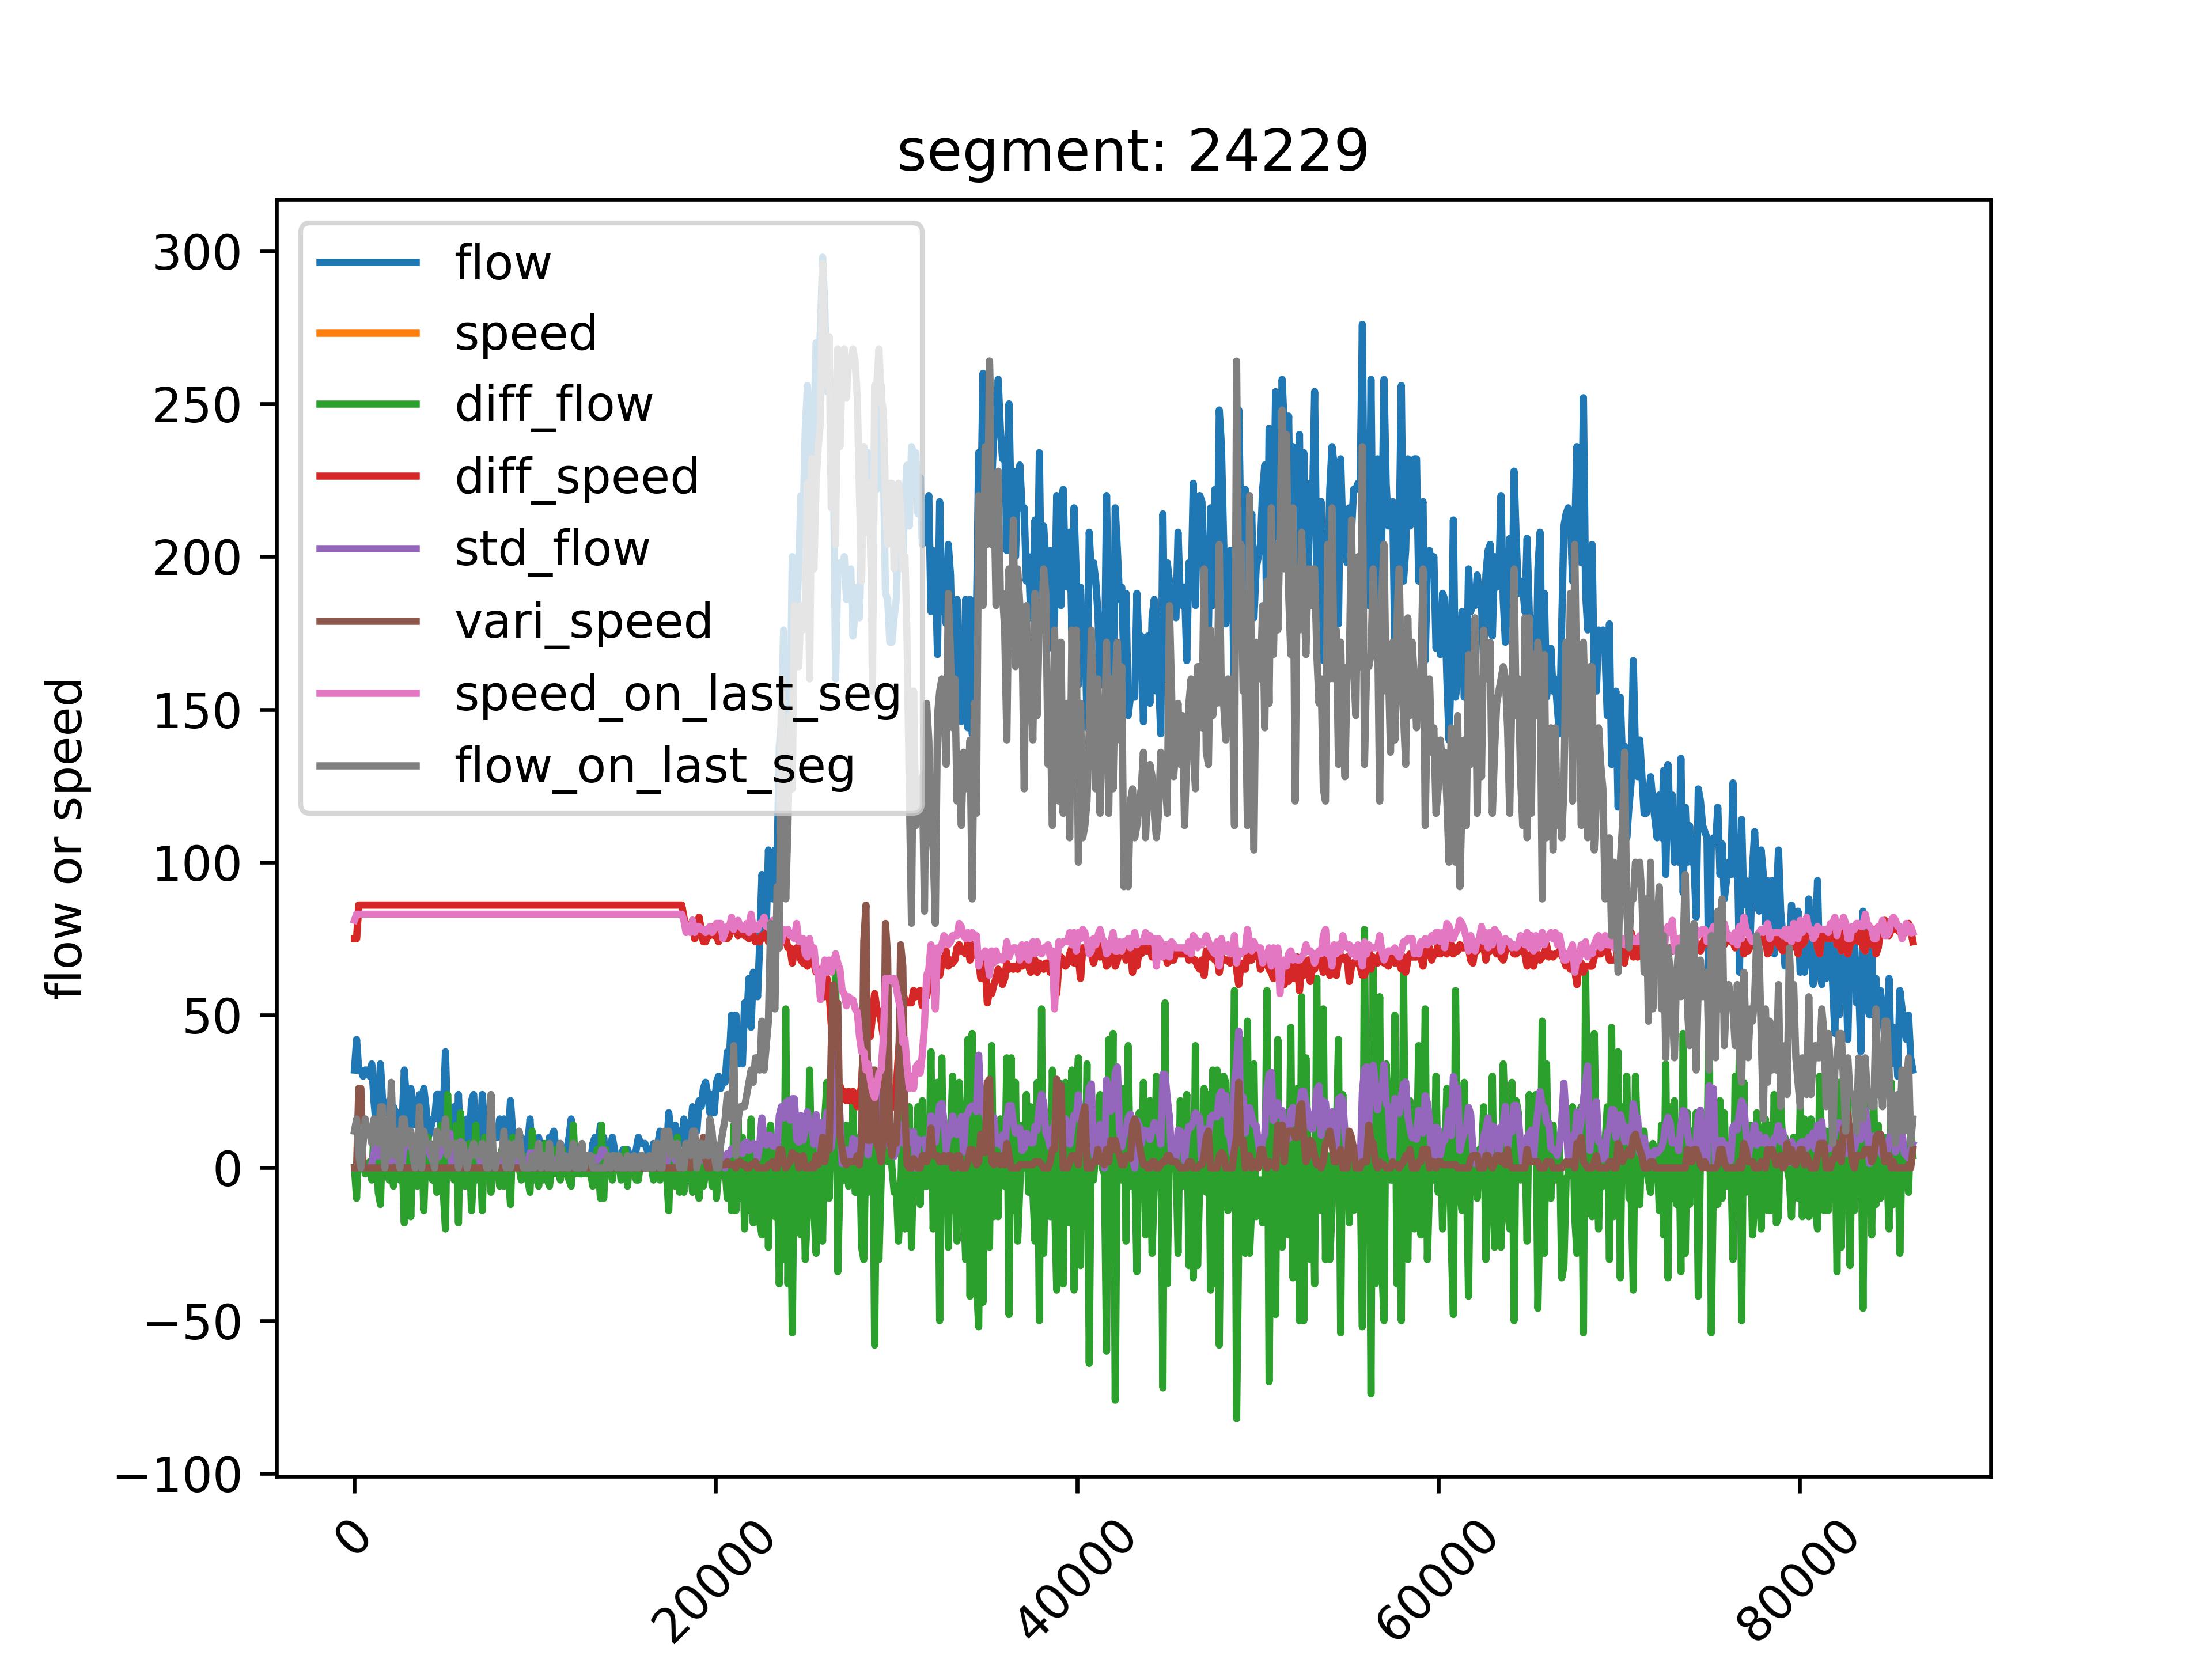 segment: 24229
flow or speed
300
250
200
150
100
50
0
−50
−100
flow
speed
diff_flow
diff_speed
std_flow
vari_speed
speed_on_last_seg
flow_on_last_seg
0
20000
40000
60000
80000